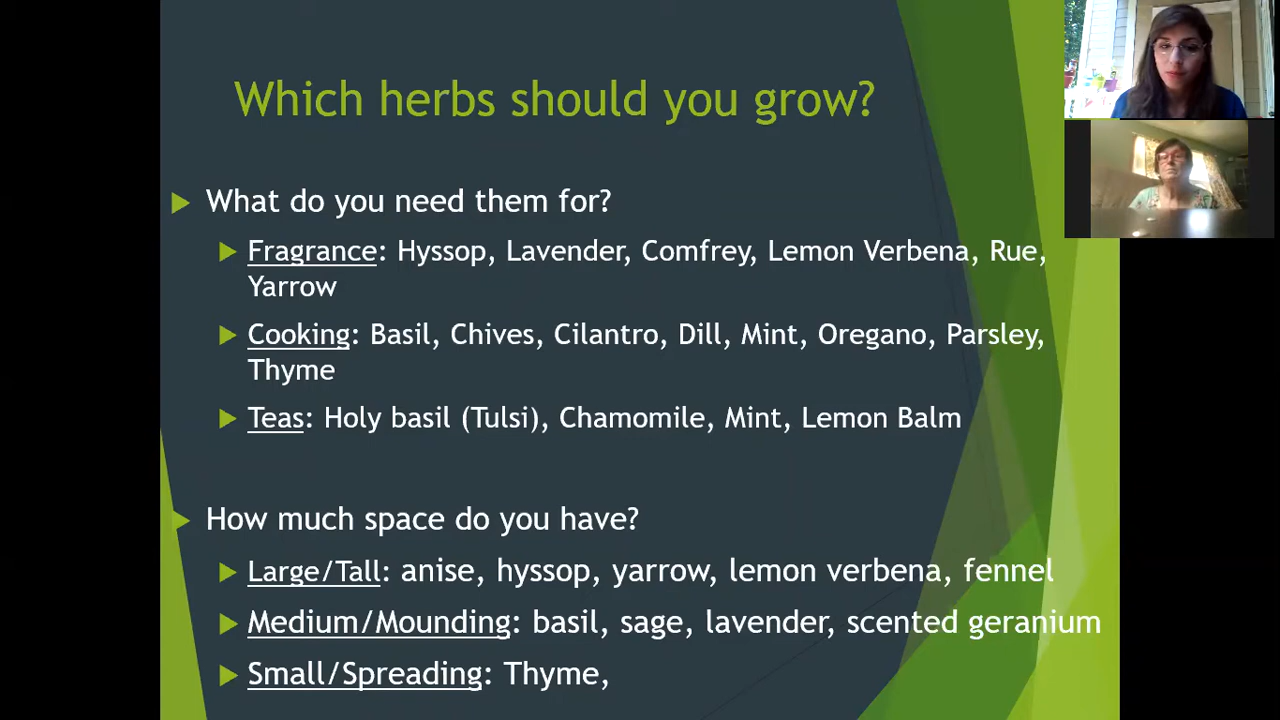 Which herbs should you grow?
What do you need them for?
Fragrance: Hyssop, Lavender, Comfrey, Lemon Verbena, Rue,
Yarrow
Cooking: Basil, Chives, Cilantro, Dill, Mint, Oregano, Parsley,
Thyme
Teas: Holy basil (Tulsi), Chamomile, Mint, Lemon Balm
How much space do you have?
Large/Tall: anise, hyssop, yarrow, lemon verbena, fennel
Medium/Mounding: basil, sage, lavender, scented geranium
Small/Spreading: Thyme,